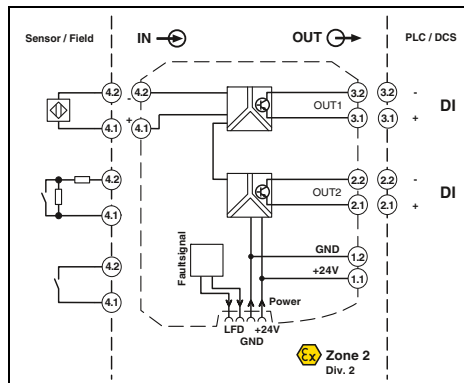 Sensor / Field
IN
OUT
PLC / DCS
4.2
4.2
-
3.2
3.2
-
OUT1
DI
4.1
+
4.1
3.1
3.1
+
4.2
2.2
2.2
-
OUT2
DI
4.1
2.1
2.1
+
Faultsignal
GND
1.2
4.2
+24V
1.1
4.1
Power
LFD
+24V
GND
Ex
Zone 2
Div. 2